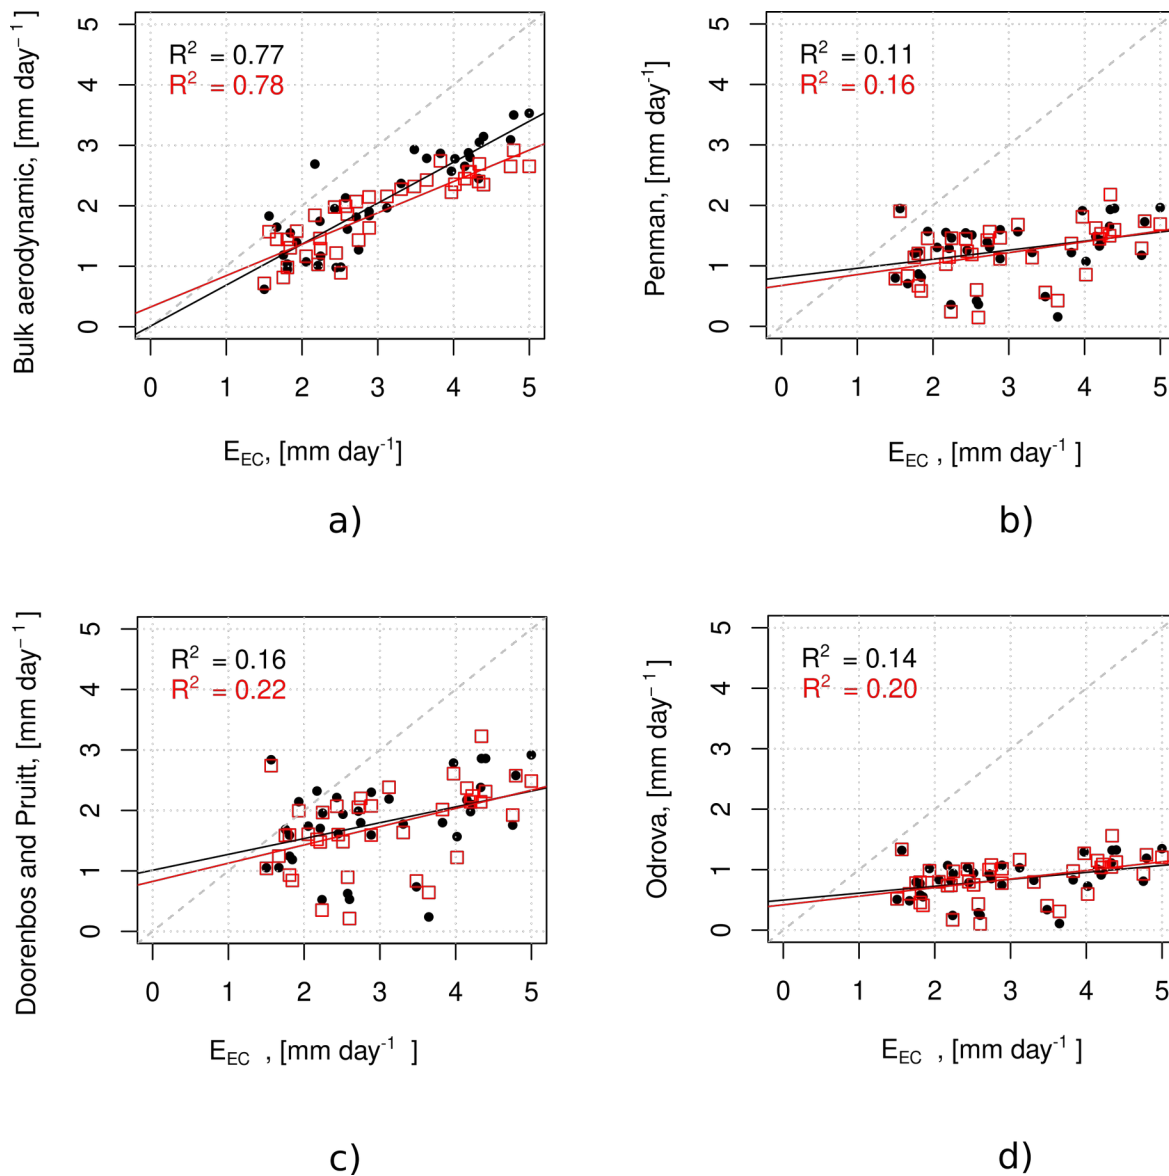 Bulk aerodynamic, [mm day⁻¹ ]
5
4
3
2
1
0
R² = 0.77
R² = 0.78
0 1 2 3 4 5
E_EC, [mm day⁻¹]
a)
Penman, [mm day⁻¹]
5
4
3
2
1
0
R² = 0.11
R² = 0.16
0 1 2 3 4 5
E_EC , [mm day⁻¹ ]
b)
Doorenbos and Pruitt, [mm day⁻¹ ]
5
4
3
2
1
0
R² = 0.16
R² = 0.22
0 1 2 3 4 5
E_EC , [mm day⁻¹ ]
c)
Odrova, [mm day⁻¹ ]
5
4
3
2
1
0
R² = 0.14
R² = 0.20
0 1 2 3 4 5
E_EC , [mm day⁻¹ ]
d)